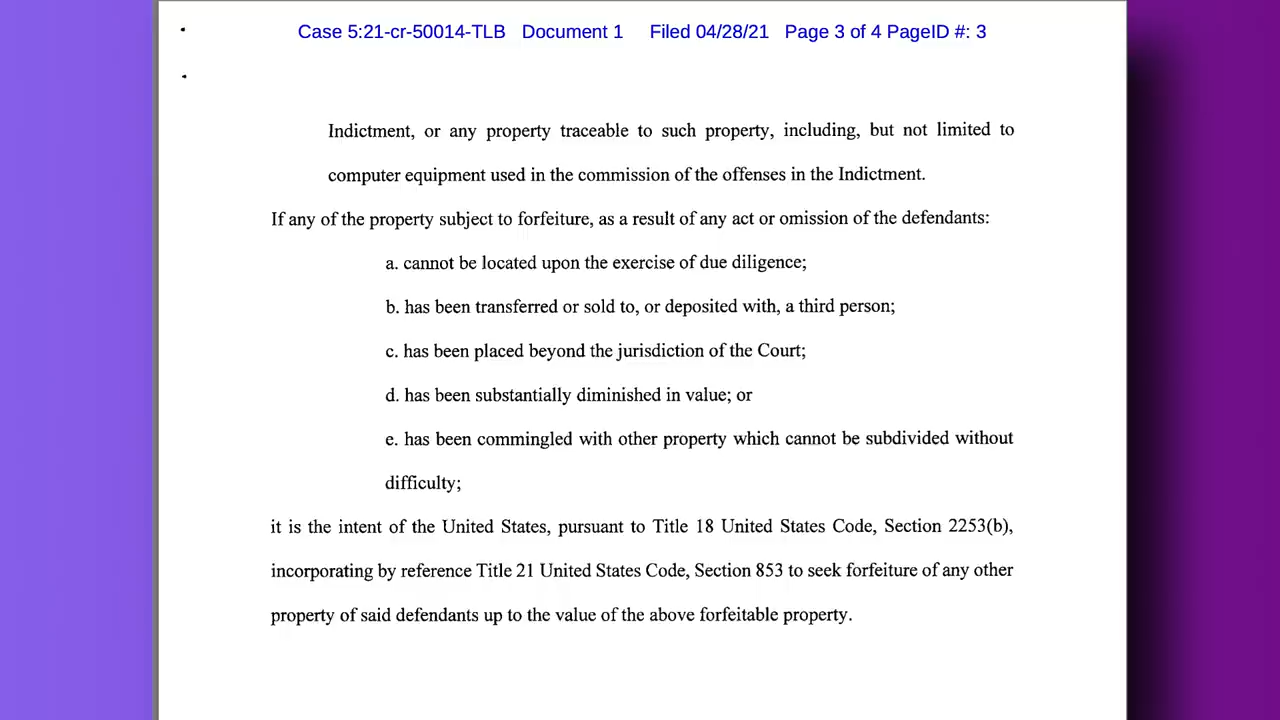 Case 5:21-cr-50014-TLB Document 1 Filed 04/28/21 Page 3 of 4 PageID #: 3
Indictment, or any property traceable to such property, including, but not limited to
computer equipment used in the commission of the offenses in the Indictment.
If any of the property subject to forfeiture, as a result of any act or omission of the defendants:
a. cannot be located upon the exercise of due diligence;
b. has been transferred or sold to, or deposited with, a third person;
c. has been placed beyond the jurisdiction of the Court;
d. has been substantially diminished in value; or
e. has been commingled with other property which cannot be subdivided without
difficulty;
it is the intent of the United States, pursuant to Title 18 United States Code, Section 2253(b),
incorporating by reference Title 21 United States Code, Section 853 to seek forfeiture of any other
property of said defendants up to the value of the above forfeitable property.